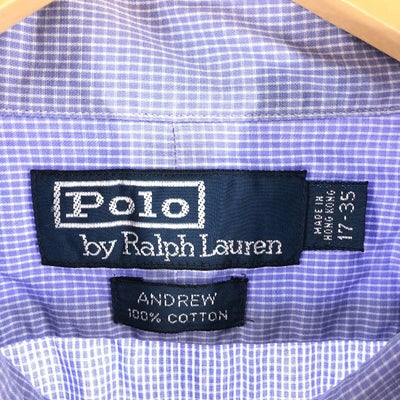 Polo
by Ralph Lauren
MADE IN
HONG KONG
17-35
ANDREW
100% COTTON